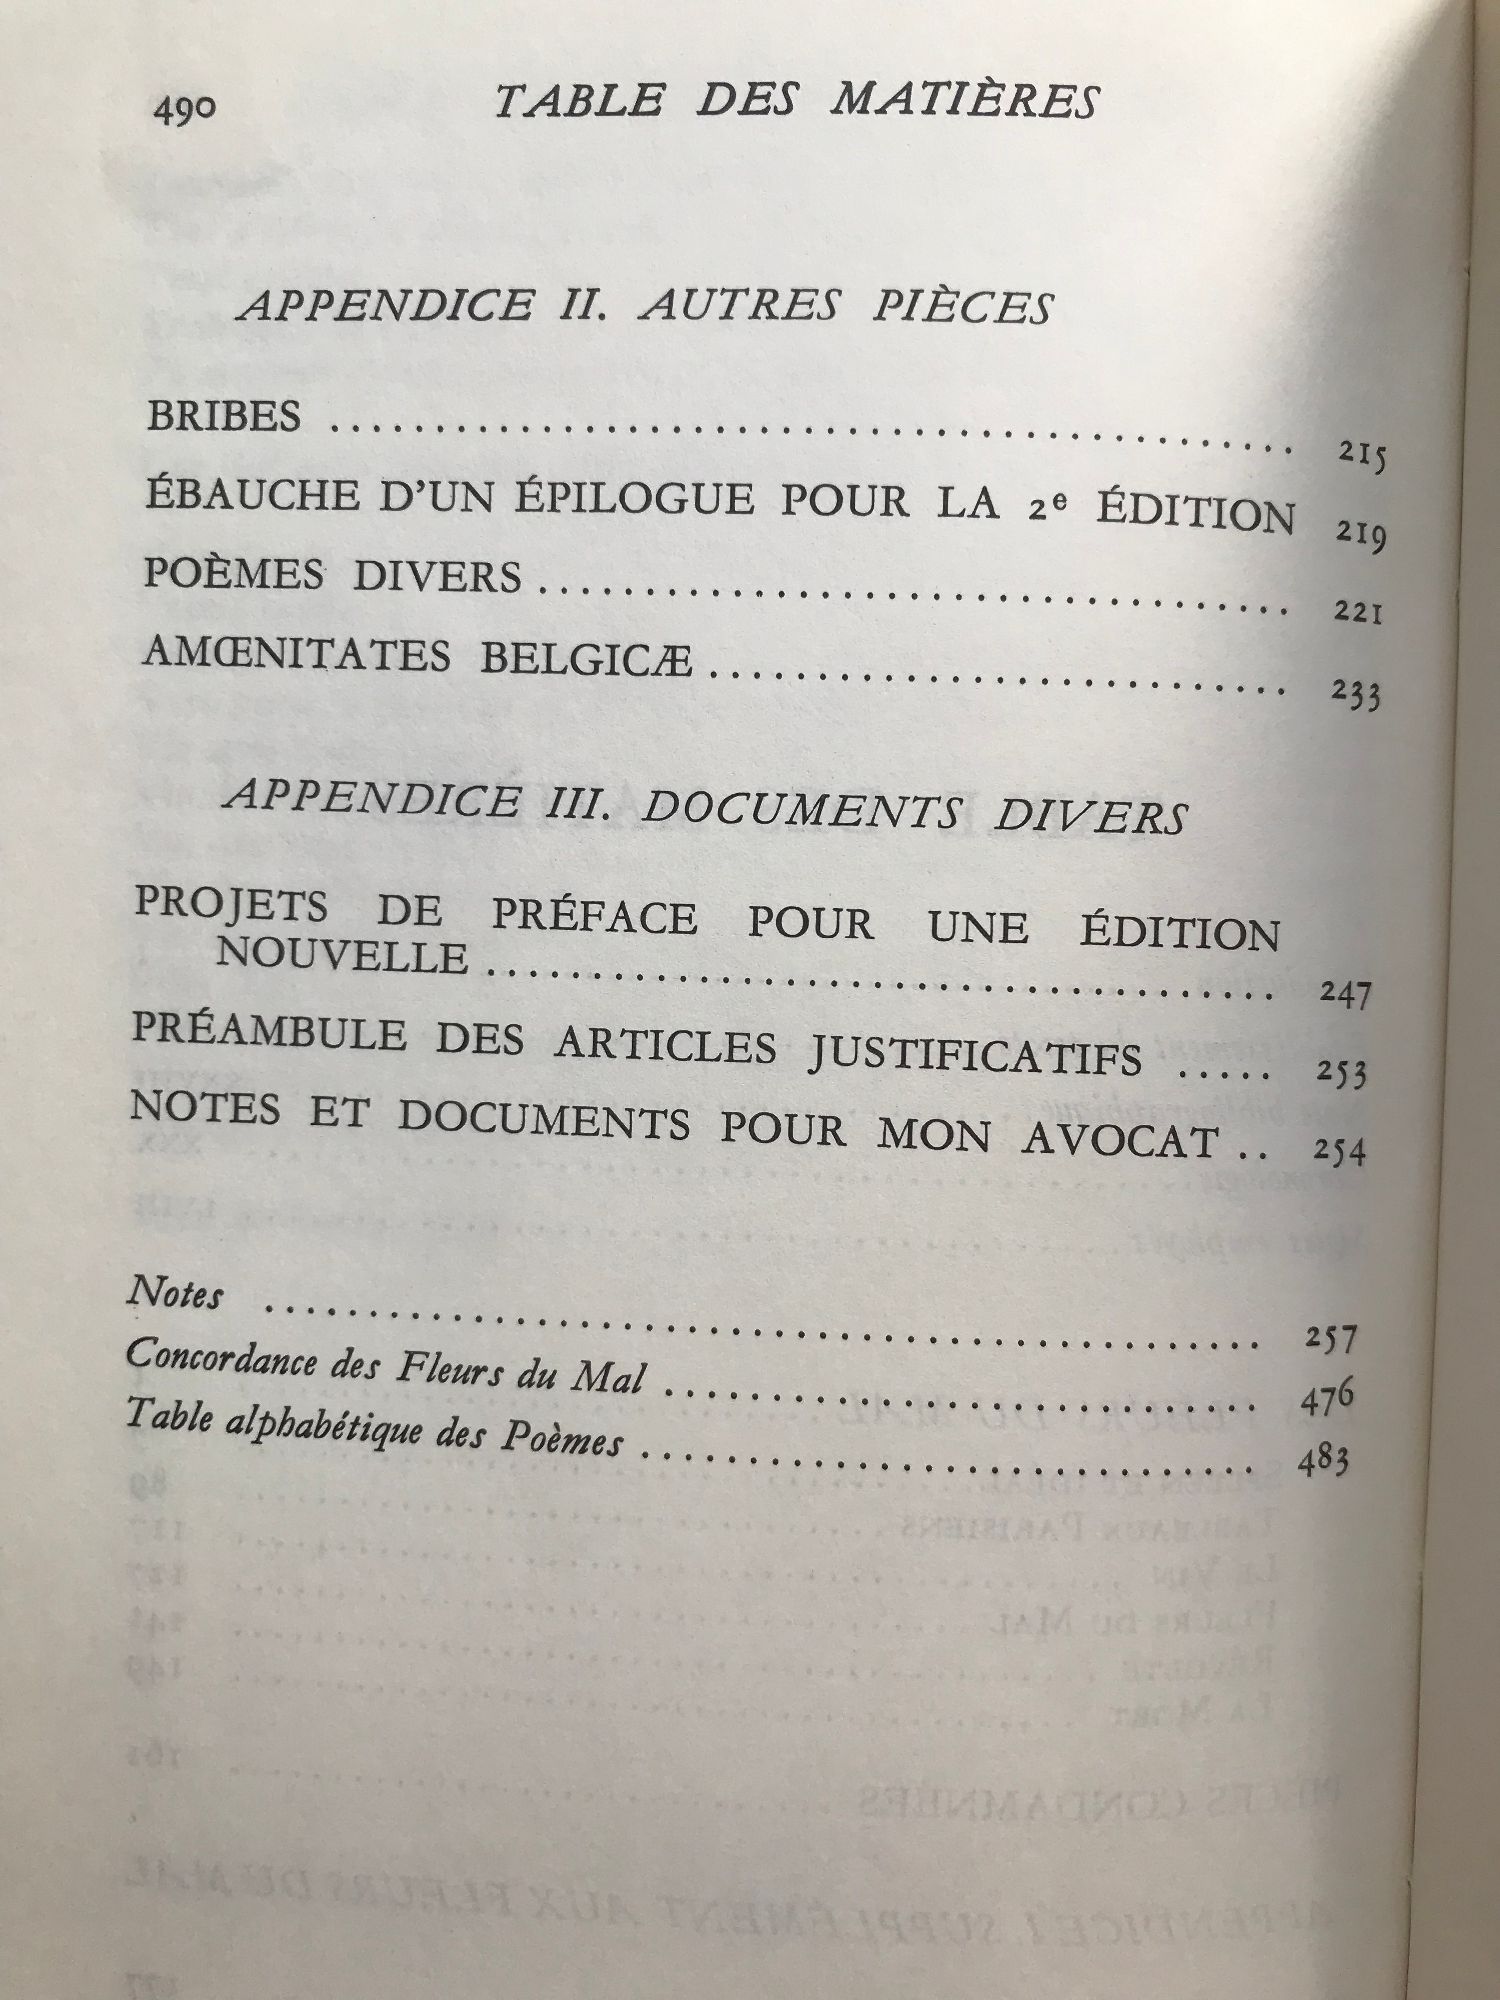 490 TABLE DES MATIÈRES
APPENDICE II. AUTRES PIÈCES
BRIBES .............................................. 215
ÉBAUCHE D'UN ÉPILOGUE POUR LA 2e ÉDITION 219
POÈMES DIVERS .................................... 221
AMŒNITATES BELGICÆ ........................... 233
APPENDICE III. DOCUMENTS DIVERS
PROJETS DE PRÉFACE POUR UNE ÉDITION
NOUVELLE ...................................... 247
PRÉAMBULE DES ARTICLES JUSTIFICATIFS ..... 253
NOTES ET DOCUMENTS POUR MON AVOCAT .. 254
Notes ................................................ 257
Concordance des Fleurs du Mal ............................ 476
Table alphabétique des Poèmes ............................. 483